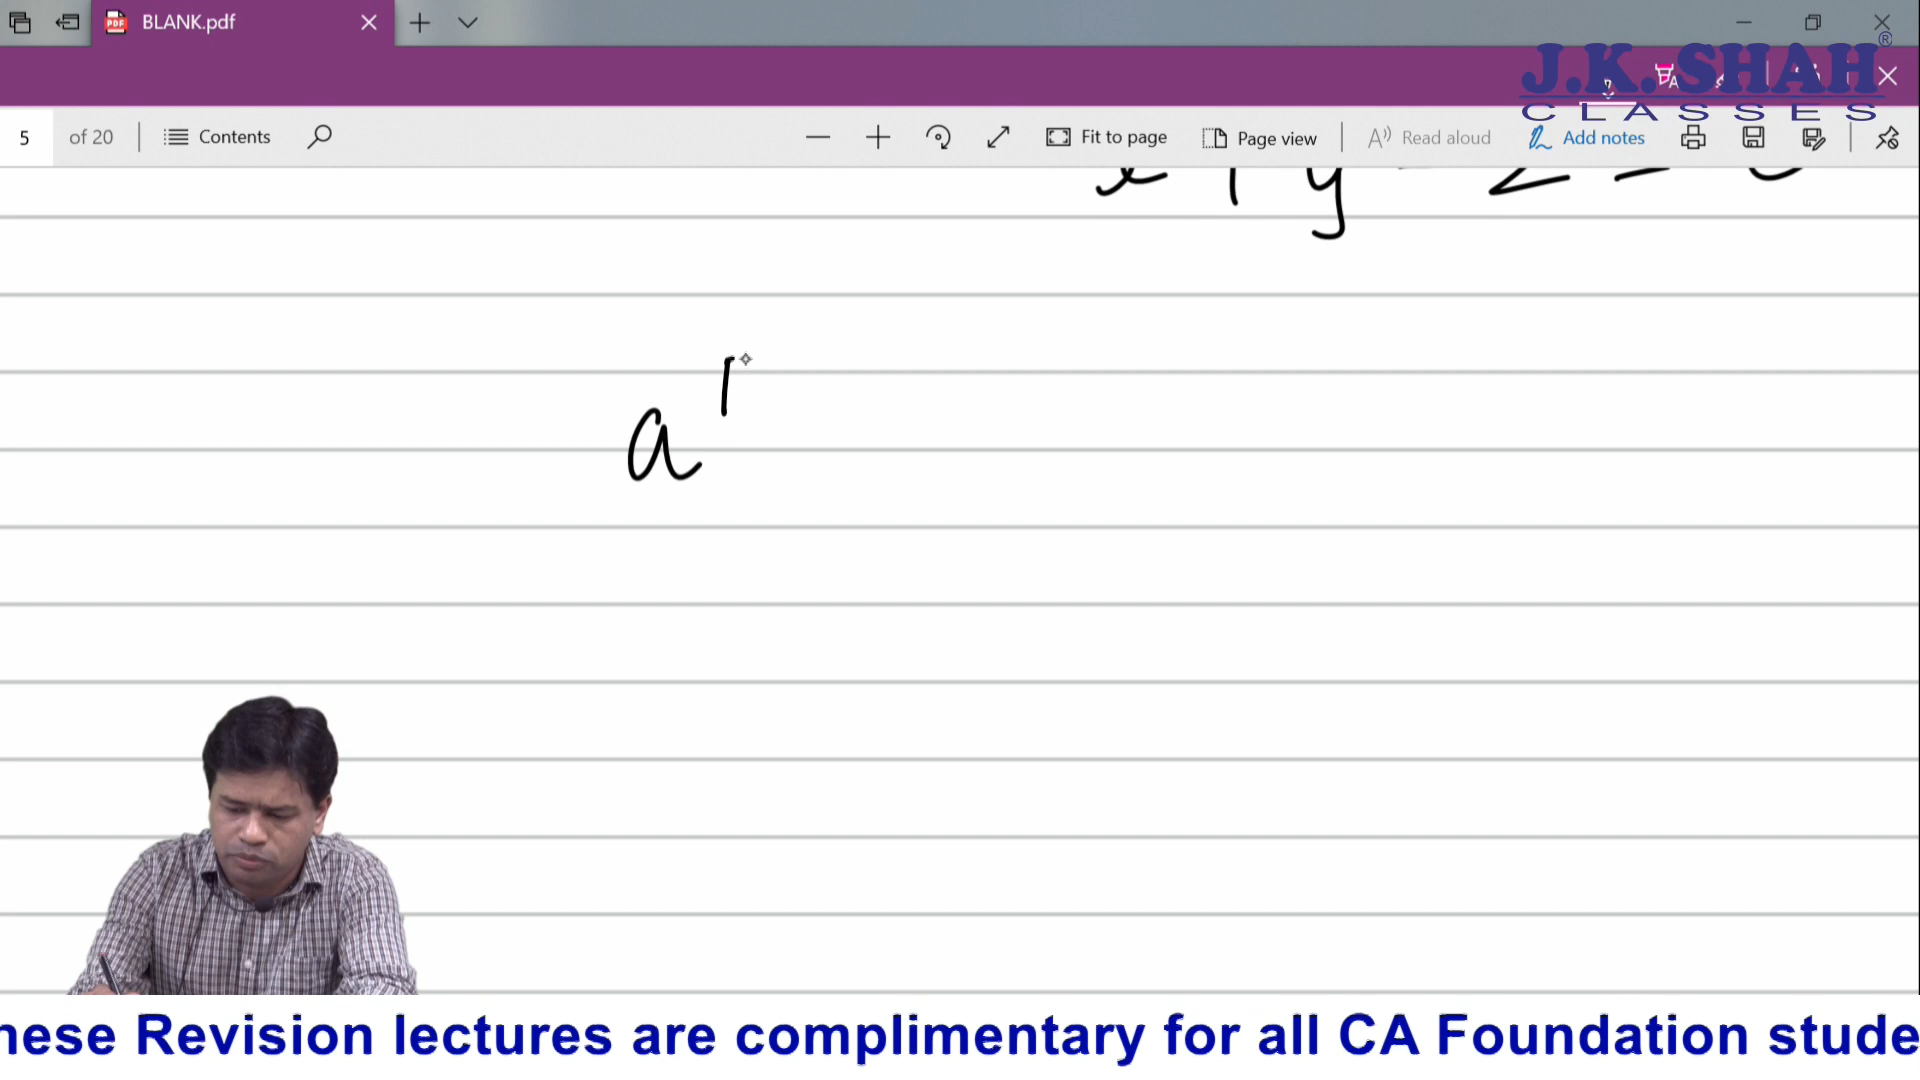 BLANK.pdf
J.K.SHAH®
CLASSES
5 of 20 Contents Fit to page Page view Read aloud Add notes
a
hese Revision lectures are complimentary for all CA Foundation stude